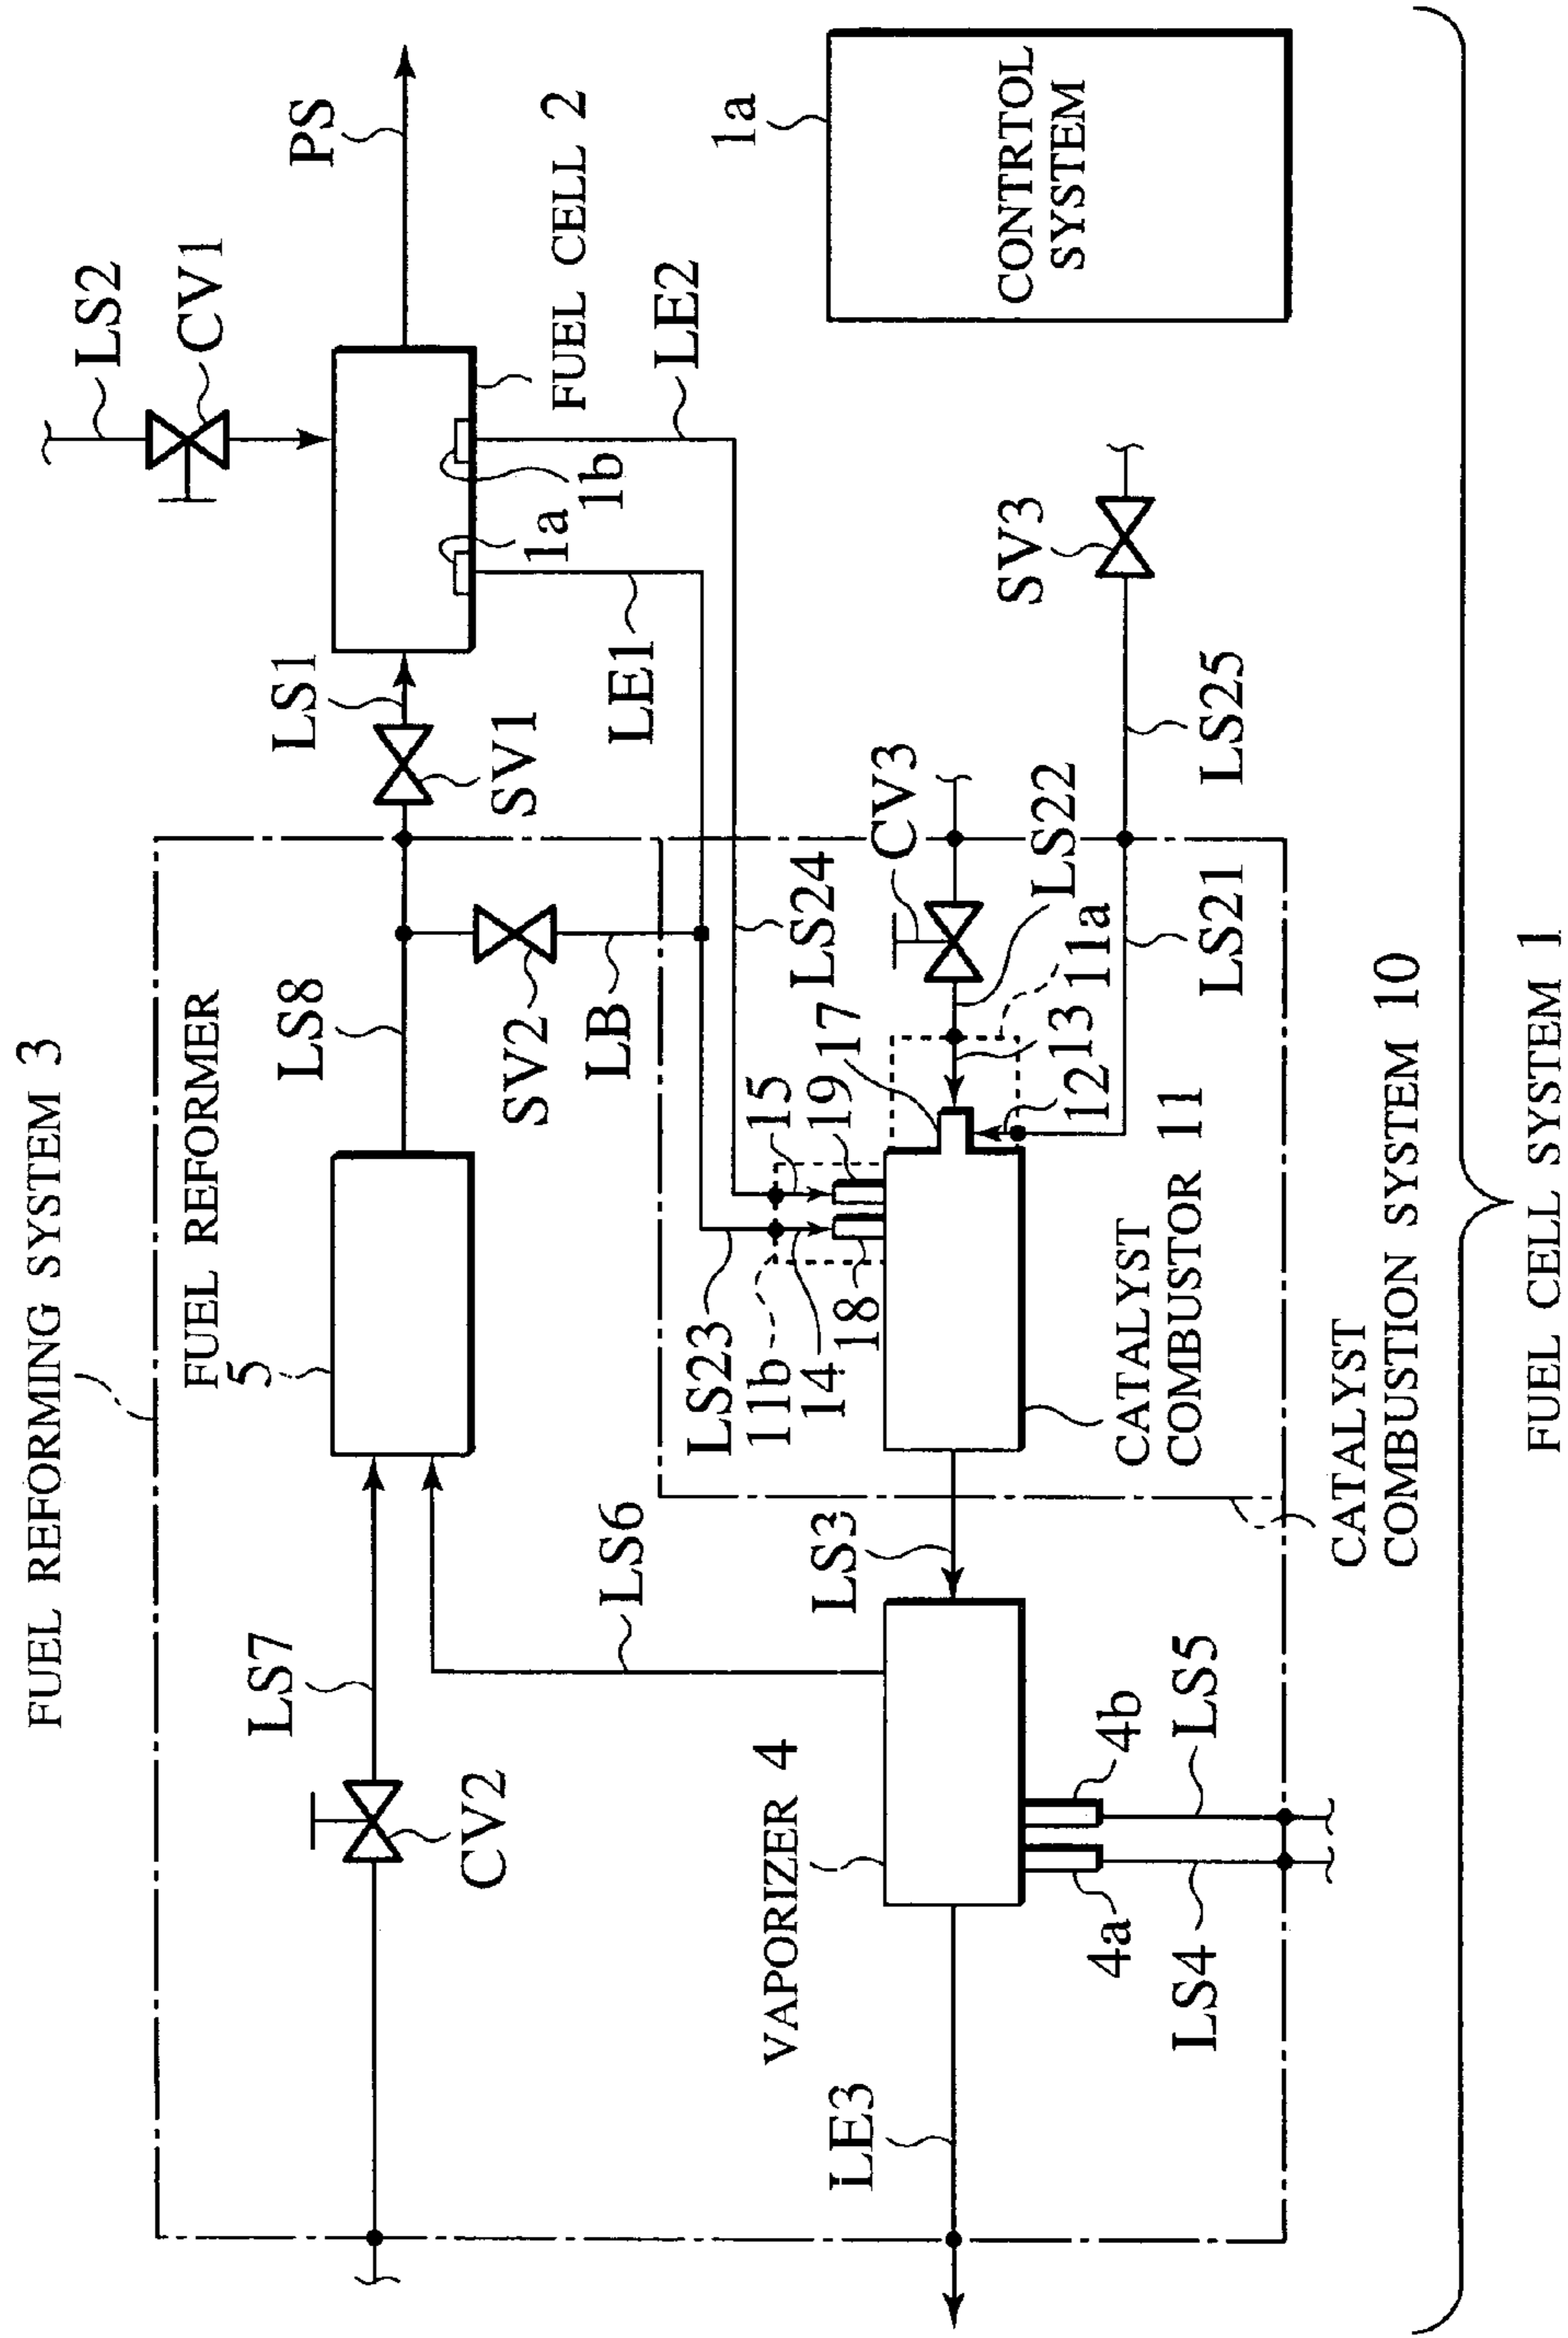 FUEL REFORMING SYSTEM 3
LS2
CV1
PS
FUEL REFORMER
5
LS7
CV2
LS8
LS1
SV1
FUEL CELL 2
1a
1b
SV2
LB
LE1
LE2
LS6
1a
CONTRTOL
SYSTEM
VAPORIZER 4
LE3
LS3
LS23
11b
14
18
15
19
17
LS24
CV3
LS22
11a
13
12
SV3
4a
4b
LS4
LS5
CATALYST
COMBUSTOR 11
LS21
LS25
CATALYST
COMBUSTION SYSTEM 10
FUEL CELL SYSTEM 1